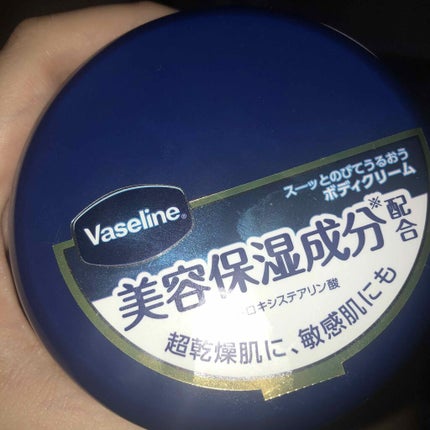 スーッとのびてうるおう
ボディクリーム
Vaseline®
美容保湿成分※配合
ロキシステアリン酸
超乾燥肌に、敏感肌にも